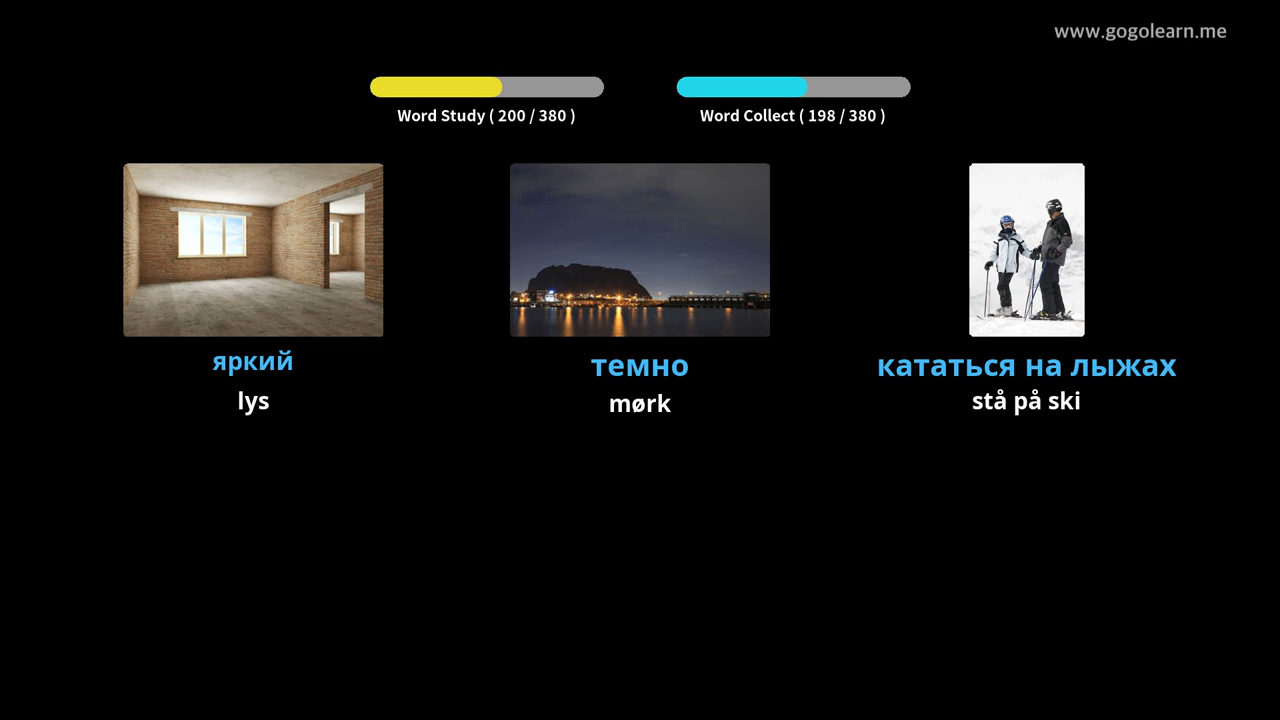 www.gogolearn.me
Word Study ( 200 / 380 )
Word Collect ( 198 / 380 )
яркий
lys
темно
mørk
кататься на лыжах
stå på ski